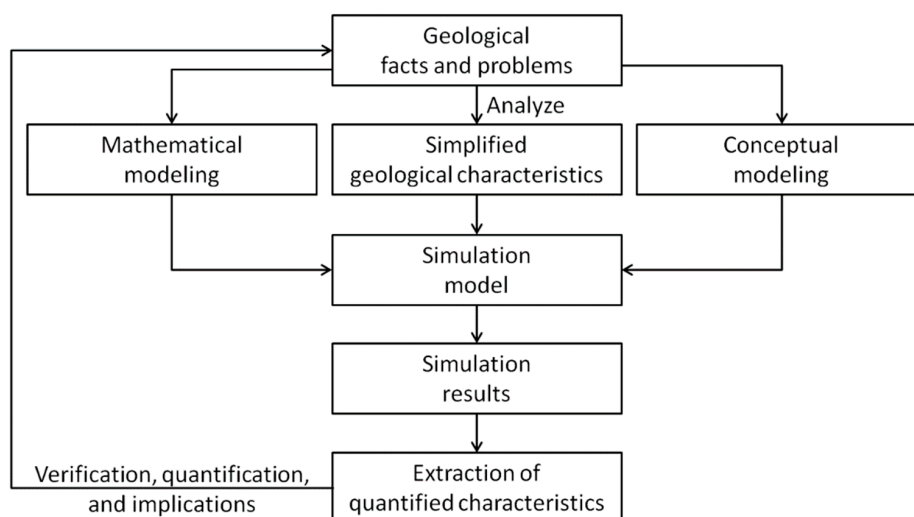 Geological
facts and problems
Analyze
Mathematical
modeling
Simplified
geological characteristics
Conceptual
modeling
Simulation
model
Simulation
results
Verification, quantification,
and implications
Extraction of
quantified characteristics